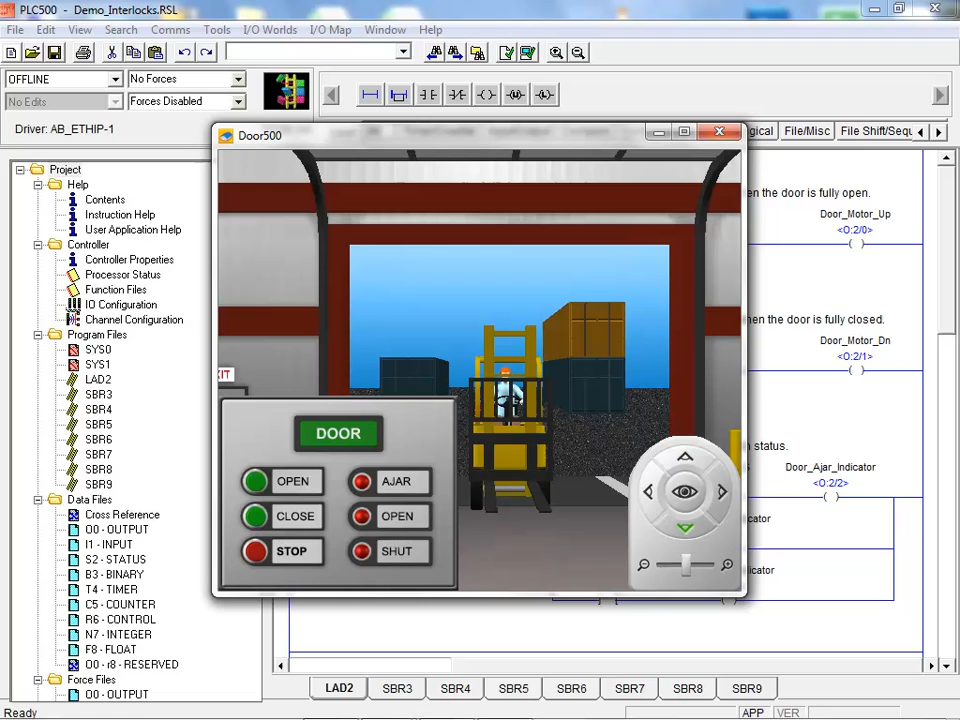 PLC500 - Demo_Interlocks.RSL
File Edit View Search Comms Tools I/O Worlds I/O Map Window Help
OFFLINE No Forces
No Edits Forces Disabled
Driver: AB_ETHIP-1
Door500
File/Misc File Shift/Sequ
Project
Help
Contents
Instruction Help
User Application Help
Controller
Controller Properties
Processor Status
Function Files
IO Configuration
Channel Configuration
Program Files
SYS0
SYS1
LAD2
SBR3
SBR4
SBR5
SBR6
SBR7
SBR8
SBR9
Data Files
Cross Reference
O0 - OUTPUT
I1 - INPUT
S2 - STATUS
B3 - BINARY
T4 - TIMER
C5 - COUNTER
R6 - CONTROL
N7 - INTEGER
F8 - FLOAT
O0 - r8 - RESERVED
Force Files
O0 - OUTPUT
DOOR
OPEN AJAR
CLOSE OPEN
STOP SHUT
when the door is fully open.
Door_Motor_Up
<O:2/0>
when the door is fully closed.
Door_Motor_Dn
<O:2/1>
status.
Door_Ajar_Indicator
<O:2/2>
LAD2 SBR3 SBR4 SBR5 SBR6 SBR7 SBR8 SBR9
Ready APP VER